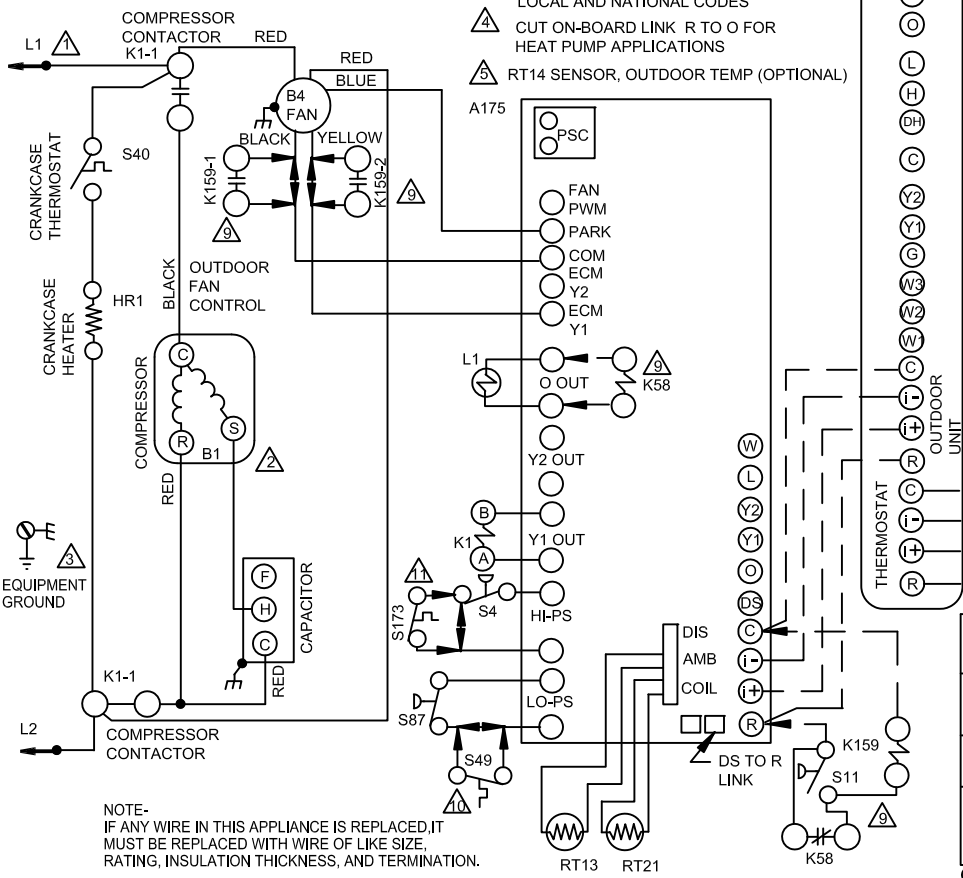 LOCAL AND NATIONAL CODES
4 CUT ON-BOARD LINK R TO O FOR
HEAT PUMP APPLICATIONS
5 RT14 SENSOR, OUTDOOR TEMP (OPTIONAL)
COMPRESSOR
CONTACTOR
K1-1
L1
1
RED
RED
BLUE
B4
FAN
BLACK
YELLOW
K159-1
K159-2
9
9
S40
CRANKCASE
THERMOSTAT
HR1
CRANKCASE
HEATER
BLACK
OUTDOOR
FAN
CONTROL
COMPRESSOR
C
R
S
B1
2
RED
EQUIPMENT
GROUND
3
F
H
C
CAPACITOR
RED
K1-1
L2
COMPRESSOR
CONTACTOR
A175
PSC
FAN
PWM
PARK
COM
ECM
Y2
ECM
Y1
L1
O OUT
9
K58
Y2 OUT
B
K1
A
Y1 OUT
11
S173
S4
HI-PS
S87
LO-PS
S49
10
DIS
AMB
COIL
W
L
Y2
Y1
O
DS
C
i-
i+
R
DS TO R
LINK
RT13
RT21
K159
S11
9
K58
O
L
H
DH
C
Y2
Y1
G
W3
W2
W1
C
i-
i+
R
OUTDOOR
UNIT
C
i-
i+
R
THERMOSTAT
NOTE-
IF ANY WIRE IN THIS APPLIANCE IS REPLACED,IT
MUST BE REPLACED WITH WIRE OF LIKE SIZE,
RATING, INSULATION THICKNESS, AND TERMINATION.